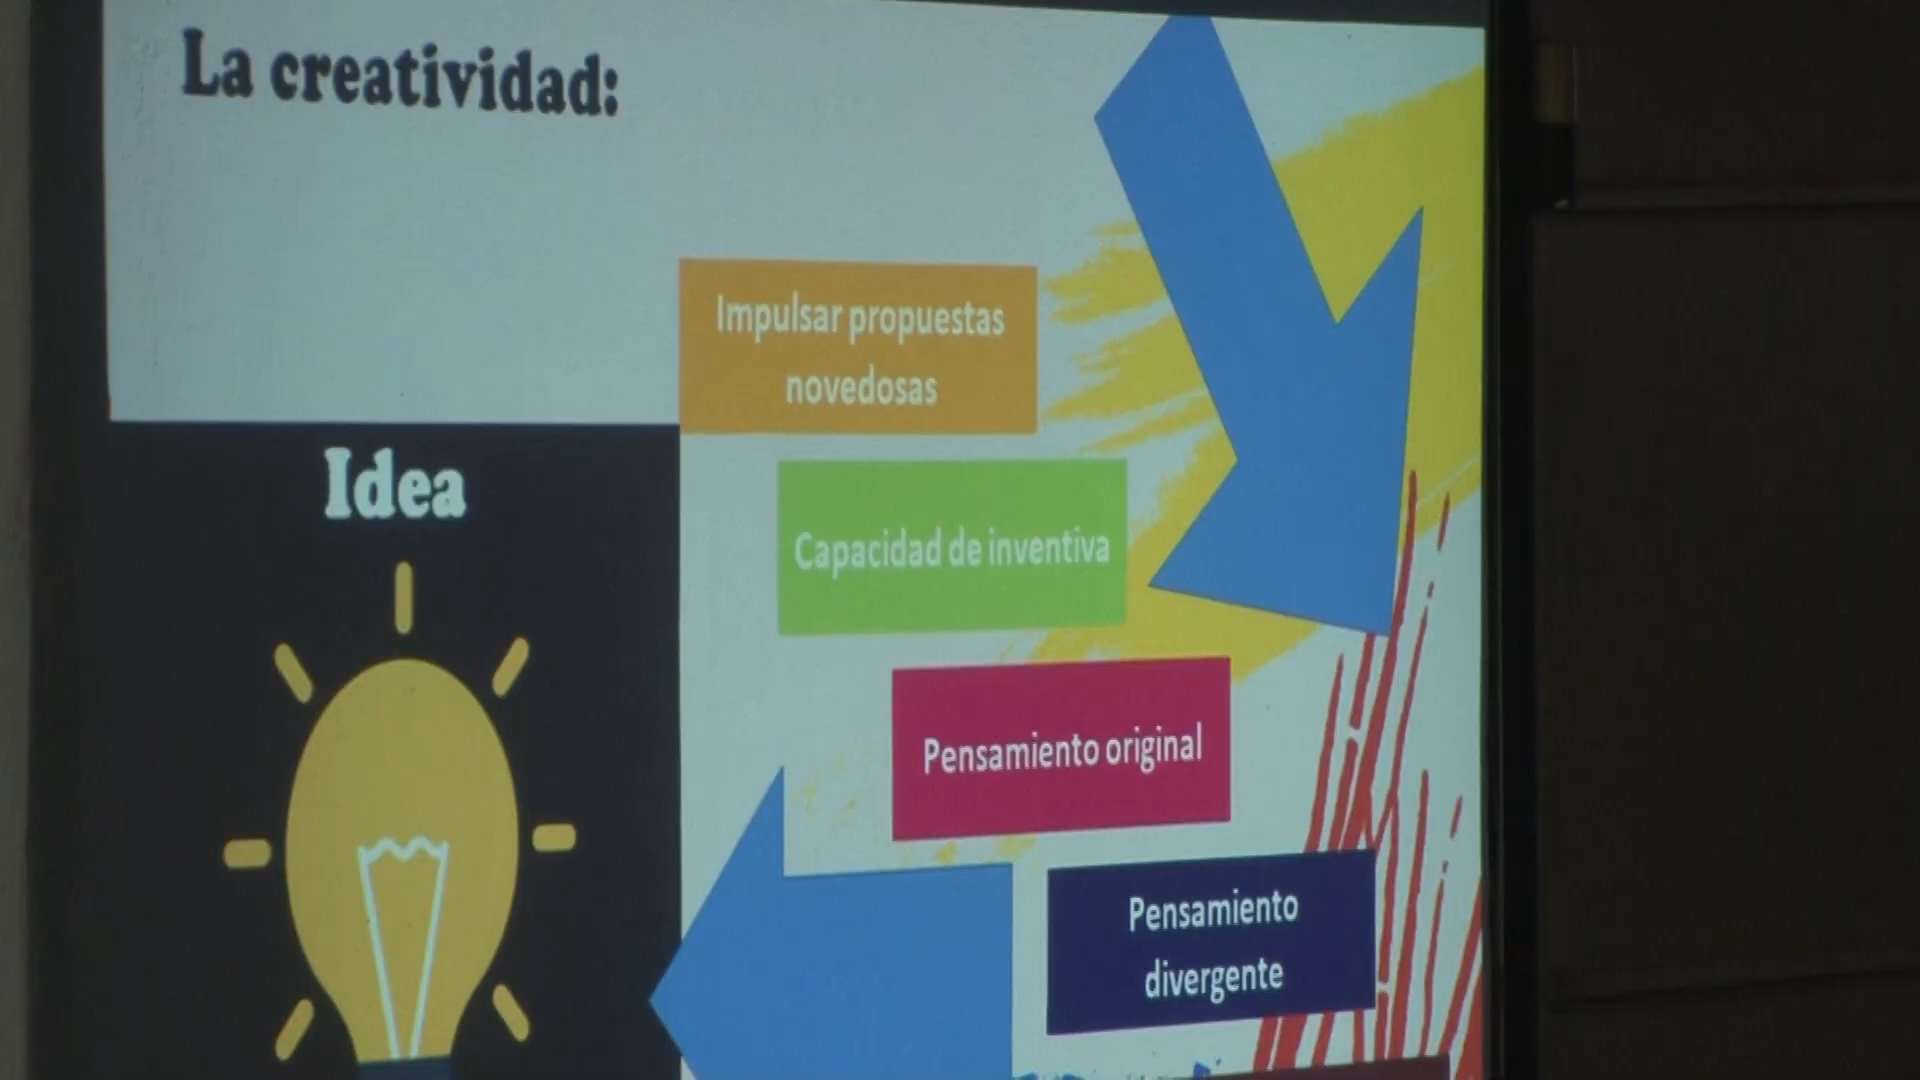 La creatividad:
Impulsar propuestas
novedosas
Idea
Capacidad de inventiva
Pensamiento original
Pensamiento
divergente